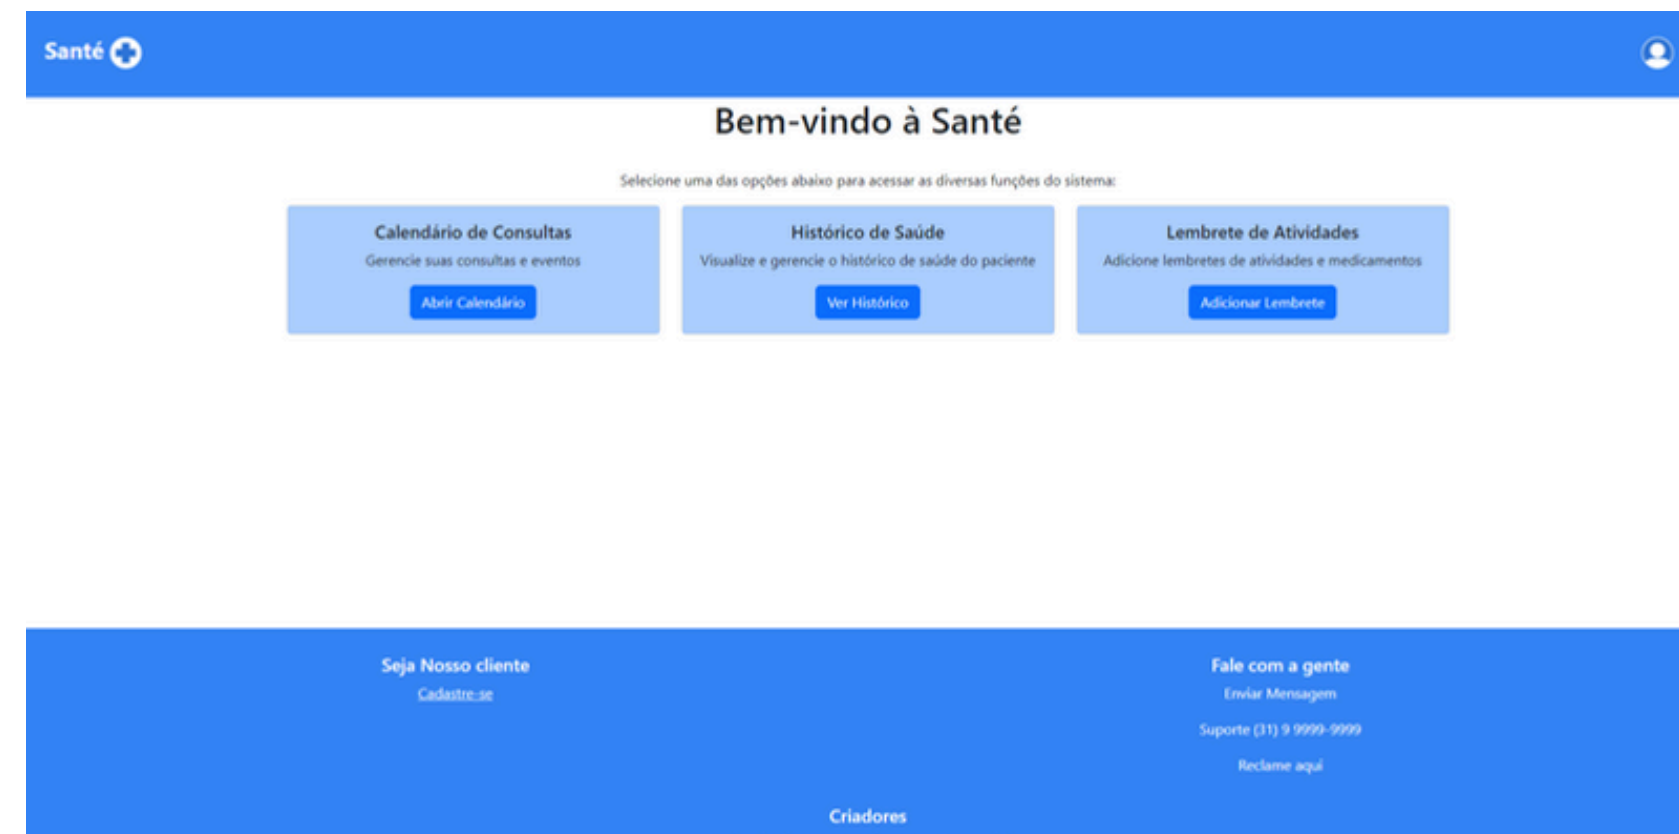 Santé
Bem-vindo à Santé
Selecione uma das opções abaixo para acessar as diversas funções do sistema:
Calendário de Consultas
Gerencie suas consultas e eventos
Abrir Calendário
Histórico de Saúde
Visualize e gerencie o histórico de saúde do paciente
Ver Histórico
Lembrete de Atividades
Adicione lembretes de atividades e medicamentos
Adicionar Lembrete
Seja Nosso cliente
Cadastre-se
Fale com a gente
Enviar Mensagem
Suporte (31) 9 9999-9999
Reclame aqui
Criadores